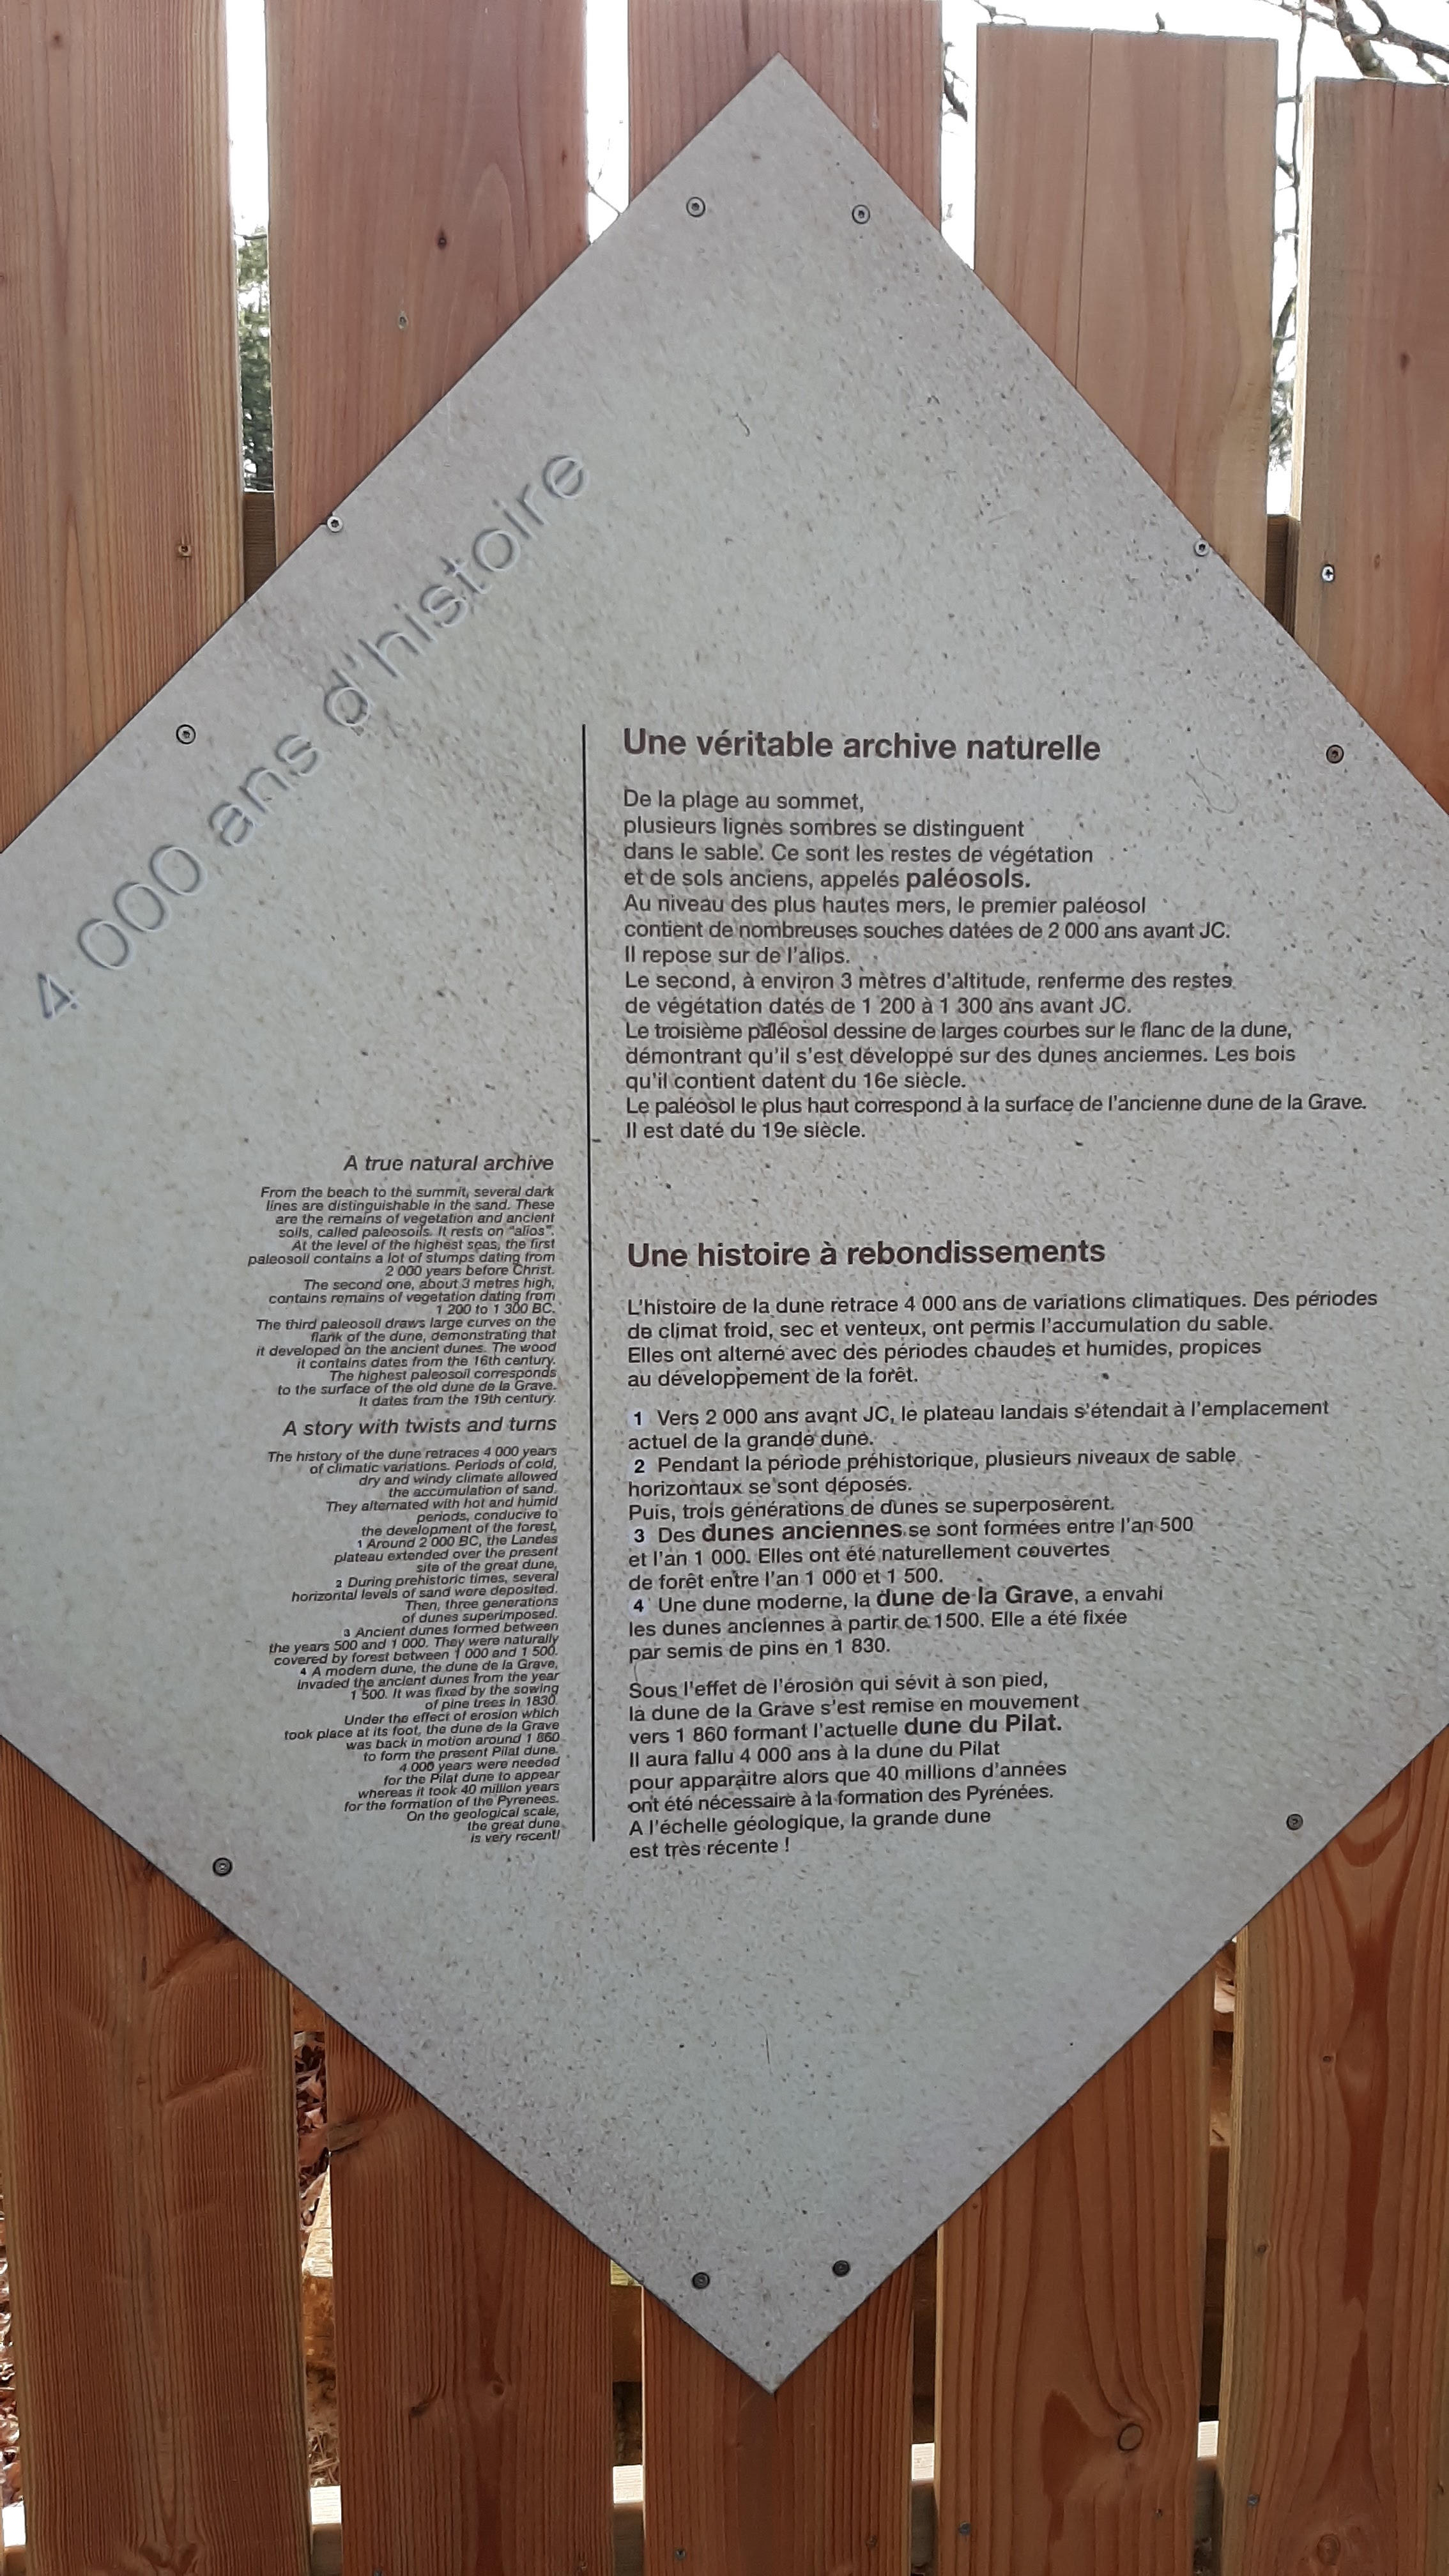 4 000 ans d'histoire
Une véritable archive naturelle
De la plage au sommet,
plusieurs lignes sombres se distinguent
dans le sable. Ce sont les restes de végétation
et de sols anciens, appelés paléosols.
Au niveau des plus hautes mers, le premier paléosol
contient de nombreuses souches datées de 2 000 ans avant JC.
Il repose sur de l'alios.
Le second, à environ 3 mètres d'altitude, renferme des restes
de végétation datés de 1 200 à 1 300 ans avant JC.
Le troisième paléosol dessine de larges courbes sur le flanc de la dune,
démontrant qu'il s'est développé sur des dunes anciennes. Les bois
qu'il contient datent du 16e siècle.
Le paléosol le plus haut correspond à la surface de l'ancienne dune de la Grave.
Il est daté du 19e siècle.
Une histoire à rebondissements
L'histoire de la dune retrace 4 000 ans de variations climatiques. Des périodes
de climat froid, sec et venteux, ont permis l'accumulation du sable.
Elles ont alterné avec des périodes chaudes et humides, propices
au développement de la forêt.
1 Vers 2 000 ans avant JC, le plateau landais s'étendait à l'emplacement
actuel de la grande dune.
2 Pendant la période préhistorique, plusieurs niveaux de sable
horizontaux se sont déposés.
Puis, trois générations de dunes se superposèrent.
3 Des dunes anciennes se sont formées entre l'an 500
et l'an 1 000. Elles ont été naturellement couvertes
de forêt entre l'an 1 000 et 1 500.
4 Une dune moderne, la dune de la Grave, a envahi
les dunes anciennes à partir de 1500. Elle a été fixée
par semis de pins en 1 830.
Sous l'effet de l'érosion qui sévit à son pied,
la dune de la Grave s'est remise en mouvement
vers 1 860 formant l'actuelle dune du Pilat.
Il aura fallu 4 000 ans à la dune du Pilat
pour apparaître alors que 40 millions d'années
ont été nécessaire à la formation des Pyrénées.
A l'échelle géologique, la grande dune
est très récente !
A true natural archive
From the beach to the summit, several dark
lines are distinguishable in the sand. These
are the remains of vegetation and ancient
soils, called paleosoils. It rests on "alios".
At the level of the highest seas, the first
paleosoil contains a lot of stumps dating from
2 000 years before Christ.
The second one, about 3 metres high,
contains remains of vegetation dating from
1 200 to 1 300 BC.
The third paleosoil draws large curves on the
flank of the dune, demonstrating that
it developed on the ancient dunes. The wood
it contains dates from the 16th century.
The highest paleosoil corresponds
to the surface of the old dune de la Grave.
It dates from the 19th century.
A story with twists and turns
The history of the dune retraces 4 000 years
of climatic variations. Periods of cold,
dry and windy climate allowed
the accumulation of sand.
They alternated with hot and humid
periods, conducive to
the development of the forest,
1 Around 2 000 BC, the Landes
plateau extended over the present
site of the great dune,
2 During prehistoric times, several
horizontal levels of sand were deposited.
Then, three generations
of dunes superimposed.
3 Ancient dunes formed between
the years 500 and 1 000. They were naturally
covered by forest between 1 000 and 1 500.
4 A modern dune, the dune de la Grave,
invaded the ancient dunes from the year
1 500. It was fixed by the sowing
of pine trees in 1830.
Under the effect of erosion which
took place at its foot, the dune de la Grave
was back in motion around 1 860
to form the present Pilat dune.
4 000 years were needed
for the Pilat dune to appear
whereas it took 40 million years
for the formation of the Pyrenees.
On the geological scale,
the great dune
is very recent!